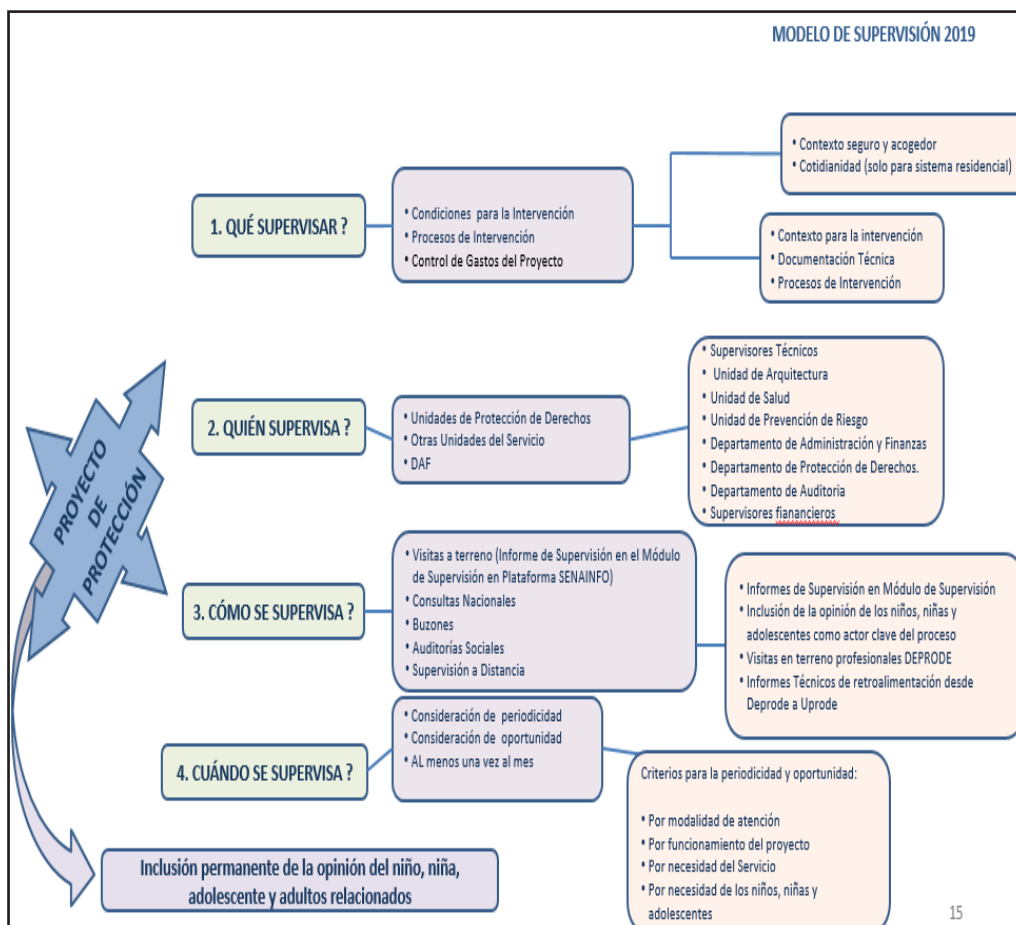 MODELO DE SUPERVISIÓN 2019
1. QUÉ SUPERVISAR ?
• Condiciones para la Intervención
• Procesos de Intervención
• Control de Gastos del Proyecto
• Contexto seguro y acogedor
• Cotidianidad (solo para sistema residencial)
• Contexto para la intervención
• Documentación Técnica
• Procesos de Intervención
PROYECTO
DE
PROTECCIÓN
2. QUIÉN SUPERVISA ?
• Unidades de Protección de Derechos
• Otras Unidades del Servicio
• DAF
• Supervisores Técnicos
• Unidad de Arquitectura
• Unidad de Salud
• Unidad de Prevención de Riesgo
• Departamento de Administración y Finanzas
• Departamento de Protección de Derechos.
• Departamento de Auditoria
• Supervisores fianancieros
3. CÓMO SE SUPERVISA ?
• Visitas a terreno (Informe de Supervisión en el Módulo
de Supervisión en Plataforma SENAINFO)
• Consultas Nacionales
• Buzones
• Auditorías Sociales
• Supervisión a Distancia
• Informes de Supervisión en Módulo de Supervisión
• Inclusión de la opinión de los niños, niñas y
adolescentes como actor clave del proceso
• Visitas en terreno profesionales DEPRODE
• Informes Técnicos de retroalimentación desde
Deprode a Uprode
4. CUÁNDO SE SUPERVISA ?
• Consideración de periodicidad
• Consideración de oportunidad
• AL menos una vez al mes
Criterios para la periodicidad y oportunidad:
• Por modalidad de atención
• Por funcionamiento del proyecto
• Por necesidad del Servicio
• Por necesidad de los niños, niñas y
adolescentes
Inclusión permanente de la opinión del niño, niña,
adolescente y adultos relacionados
15